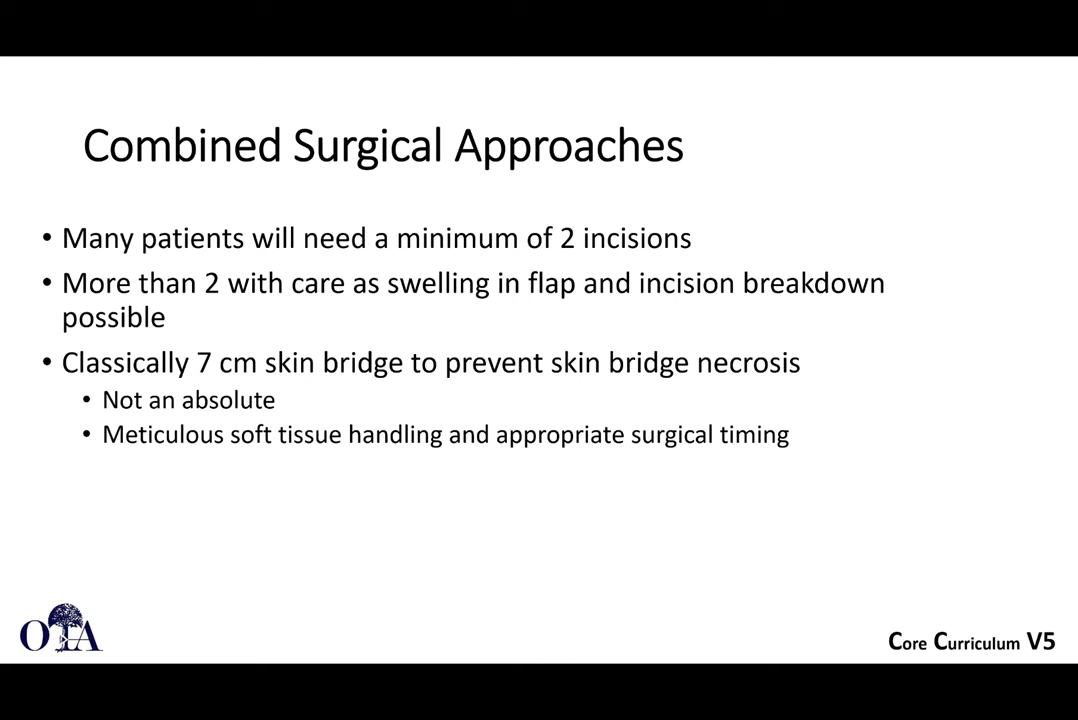 Combined Surgical Approaches
• Many patients will need a minimum of 2 incisions
• More than 2 with care as swelling in flap and incision breakdown
possible
• Classically 7 cm skin bridge to prevent skin bridge necrosis
• Not an absolute
• Meticulous soft tissue handling and appropriate surgical timing
OTA
Core Curriculum V5